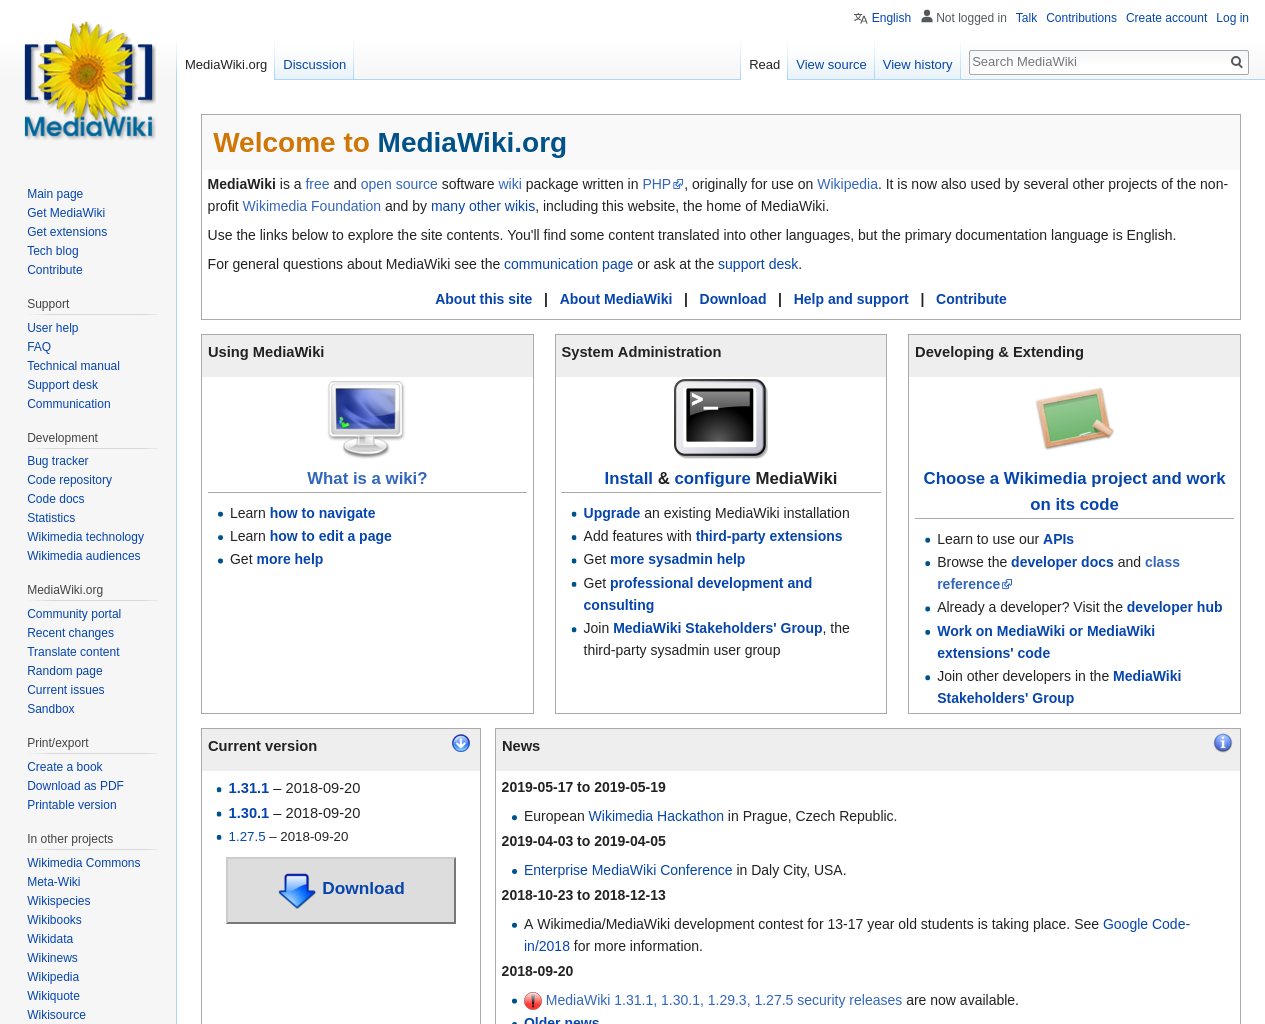 English Not logged in Talk Contributions Create account Log in
MediaWiki
MediaWiki.org Discussion Read View source View history Search MediaWiki
Main page
Get MediaWiki
Get extensions
Tech blog
Contribute
Support
User help
FAQ
Technical manual
Support desk
Communication
Development
Bug tracker
Code repository
Code docs
Statistics
Wikimedia technology
Wikimedia audiences
MediaWiki.org
Community portal
Recent changes
Translate content
Random page
Current issues
Sandbox
Print/export
Create a book
Download as PDF
Printable version
In other projects
Wikimedia Commons
Meta-Wiki
Wikispecies
Wikibooks
Wikidata
Wikinews
Wikipedia
Wikiquote
Wikisource
Welcome to MediaWiki.org
MediaWiki is a free and open source software wiki package written in PHP, originally for use on Wikipedia. It is now also used by several other projects of the non-
profit Wikimedia Foundation and by many other wikis, including this website, the home of MediaWiki.
Use the links below to explore the site contents. You'll find some content translated into other languages, but the primary documentation language is English.
For general questions about MediaWiki see the communication page or ask at the support desk.
About this site | About MediaWiki | Download | Help and support | Contribute
Using MediaWiki
What is a wiki?
Learn how to navigate
Learn how to edit a page
Get more help
System Administration
>_
Install & configure MediaWiki
Upgrade an existing MediaWiki installation
Add features with third-party extensions
Get more sysadmin help
Get professional development and
consulting
Join MediaWiki Stakeholders' Group, the
third-party sysadmin user group
Developing & Extending
Choose a Wikimedia project and work
on its code
Learn to use our APIs
Browse the developer docs and class
reference
Already a developer? Visit the developer hub
Work on MediaWiki or MediaWiki
extensions' code
Join other developers in the MediaWiki
Stakeholders' Group
Current version
1.31.1 – 2018-09-20
1.30.1 – 2018-09-20
1.27.5 – 2018-09-20
Download
News
2019-05-17 to 2019-05-19
European Wikimedia Hackathon in Prague, Czech Republic.
2019-04-03 to 2019-04-05
Enterprise MediaWiki Conference in Daly City, USA.
2018-10-23 to 2018-12-13
A Wikimedia/MediaWiki development contest for 13-17 year old students is taking place. See Google Code-
in/2018 for more information.
2018-09-20
MediaWiki 1.31.1, 1.30.1, 1.29.3, 1.27.5 security releases are now available.
Older news